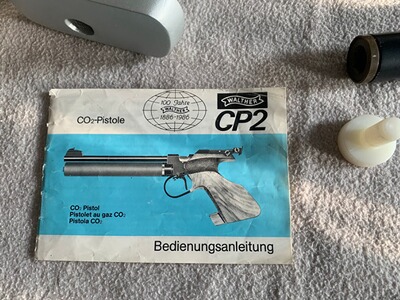 100 Jahre
WALTHER
1886-1986
WALTHER
CO₂-Pistole
CP2
CO₂ Pistol
Pistolet au gaz CO₂
Pistola CO₂
Bedienungsanleitung